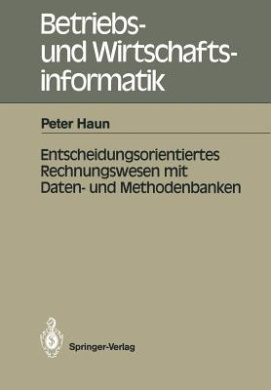 Betriebs-
und Wirtschafts-
informatik
Peter Haun
Entscheidungsorientiertes
Rechnungswesen mit
Daten- und Methodenbanken
Springer-Verlag